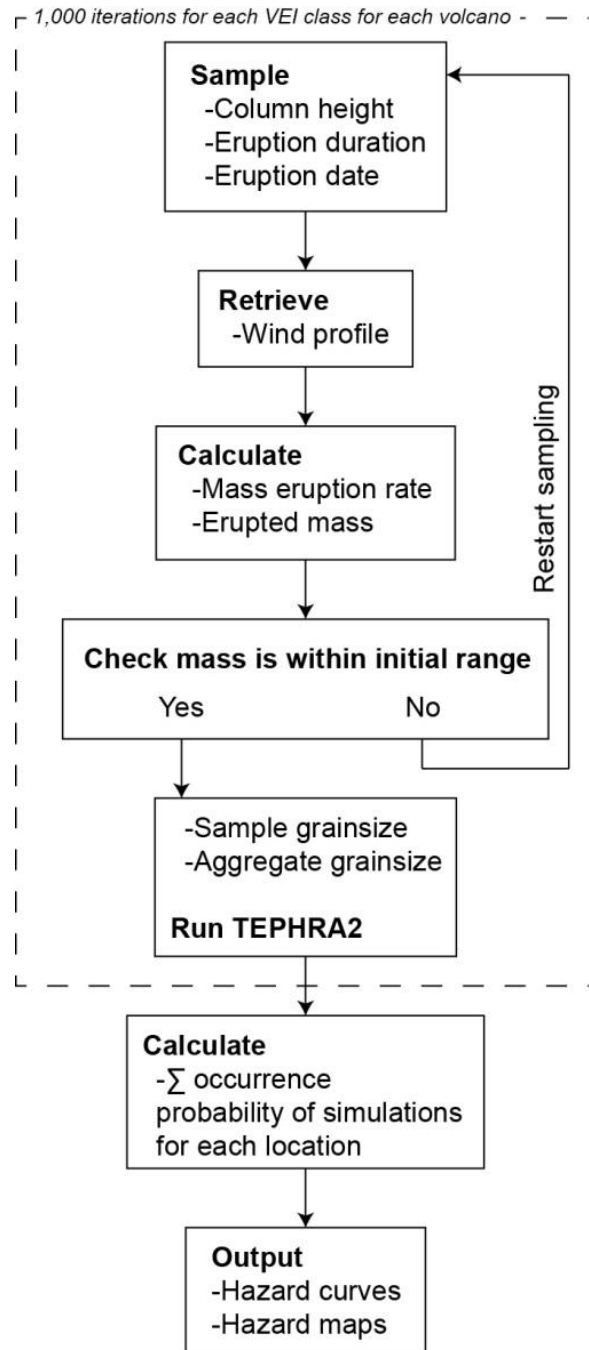 1,000 iterations for each VEI class for each volcano
Sample
-Column height
-Eruption duration
-Eruption date
Retrieve
-Wind profile
Calculate
-Mass eruption rate
-Erupted mass
Restart sampling
Check mass is within initial range
Yes No
-Sample grainsize
-Aggregate grainsize
Run TEPHRA2
Calculate
-∑ occurrence
probability of simulations
for each location
Output
-Hazard curves
-Hazard maps